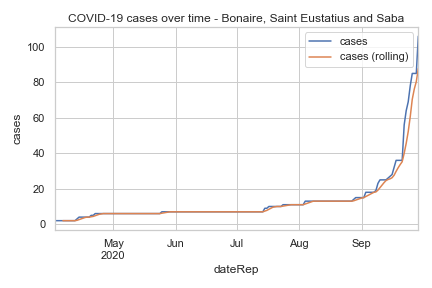 COVID-19 cases over time - Bonaire, Saint Eustatius and Saba
cases
cases (rolling)
100
80
60
40
20
0
cases
May
2020
Jun
Jul
Aug
Sep
dateRep